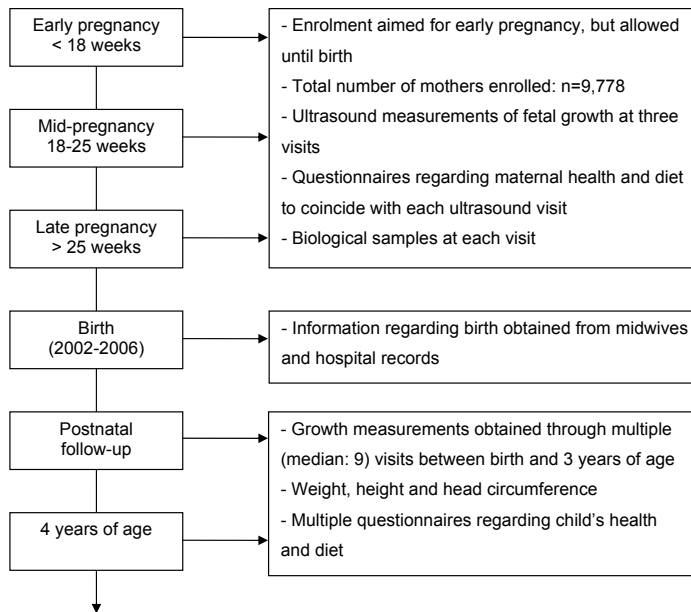 Early pregnancy
< 18 weeks
- Enrolment aimed for early pregnancy, but allowed
until birth
- Total number of mothers enrolled: n=9,778
- Ultrasound measurements of fetal growth at three
visits
- Questionnaires regarding maternal health and diet
to coincide with each ultrasound visit
- Biological samples at each visit
Mid-pregnancy
18-25 weeks
Late pregnancy
> 25 weeks
Birth
(2002-2006)
- Information regarding birth obtained from midwives
and hospital records
Postnatal
follow-up
- Growth measurements obtained through multiple
(median: 9) visits between birth and 3 years of age
- Weight, height and head circumference
- Multiple questionnaires regarding child’s health
and diet
4 years of age